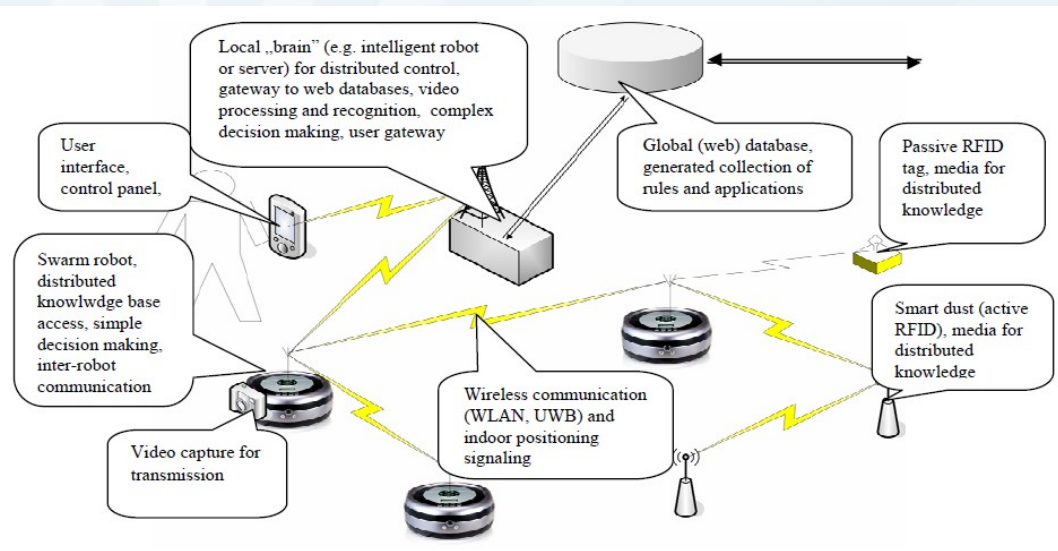 Local „brain” (e.g. intelligent robot
or server) for distributed control,
gateway to web databases, video
processing and recognition,  complex
decision making, user gateway
User
interface,
control panel,
Global (web) database,
generated collection of
rules and applications
Passive RFID
tag, media for
distributed
knowledge
Swarm robot,
distributed
knowlwdge base
access, simple
decision making,
inter-robot
communication
Smart dust (active
RFID), media for
distributed
knowledge
Wireless communication
(WLAN, UWB) and
indoor positioning
signaling
Video capture for
transmission